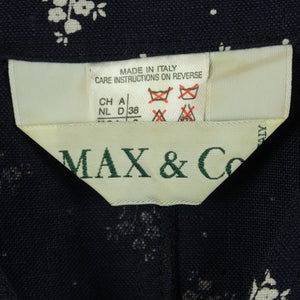 MADE IN ITALY
CARE INSTRUCTIONS ON REVERSE
CH A
NL D 38
MAX & Co